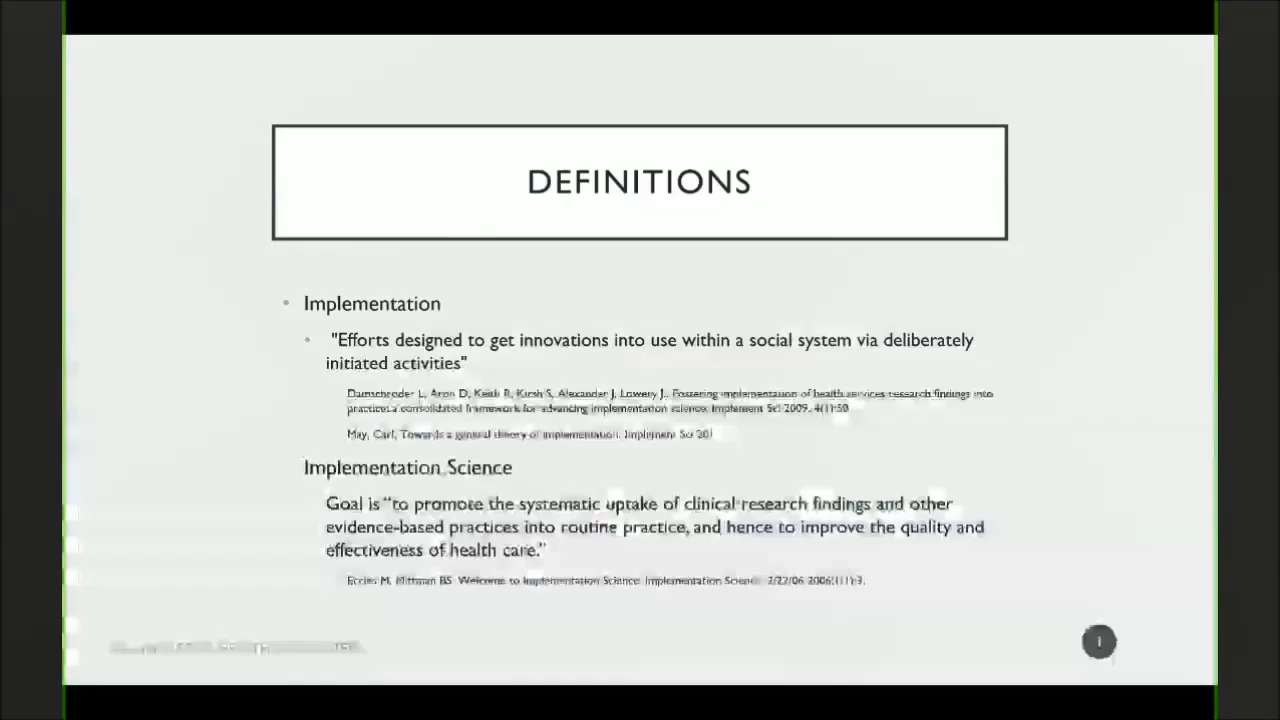 DEFINITIONS
• Implementation
• "Efforts designed to get innovations into use within a social system via deliberately
initiated activities"
Damschroder L, Aron D, Keith R, Kirsh S, Alexander J, Lowery J. Fostering implementation of health services research findings into
practice: a consolidated framework for advancing implementation science. Implement Sci 2009. 4(1):50
May, Carl, Towards a general theory of implementation. Implement Sci 201
Implementation Science
Goal is “to promote the systematic uptake of clinical research findings and other
evidence-based practices into routine practice, and hence to improve the quality and
effectiveness of health care.”
Eccles M, Mittman BS. Welcome to Implementation Science. Implementation Science 2/22/06 2006;1(1):3.
1